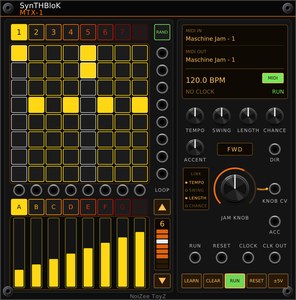 SynTHBloK
MTX-1
1 2 3 4 5 6 7
RAND
LOOP
A B C D E F
6
MIDI IN
Maschine Jam - 1
MIDI OUT
Maschine Jam - 1
120.0 BPM
MIDI
NO CLOCK
RUN
TEMPO SWING LENGTH CHANCE
ACCENT
FWD
DIR
LINK
TEMPO
SWING
LENGTH
CHANCE
JAM KNOB
KNOB CV
ACC
RUN RESET CLOCK CLK OUT
LEARN CLEAR RUN RESET ±5V
NoiZee ToyZ